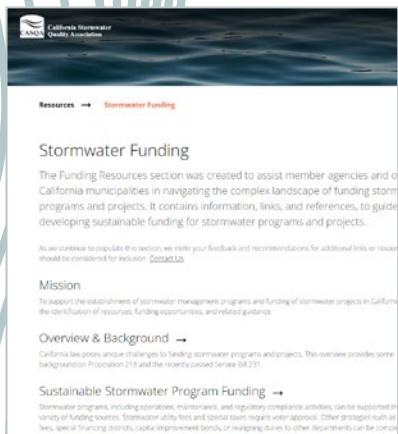 CASQA
California Stormwater
Quality Association
Resources → Stormwater Funding
Stormwater Funding
The Funding Resources section was created to assist member agencies and o
California municipalities in navigating the complex landscape of funding storm
programs and projects. It contains information, links, and references, to guide
developing sustainable funding for stormwater programs and projects.
As we continue to populate this section, we invite your feedback and recommendations for additional links or resour
should be considered for inclusion. Contact Us
Mission
To support the establishment of stormwater management programs and funding of stormwater projects in Californ
the identification of resources, funding opportunities, and related guidance.
Overview & Background →
California law poses unique challenges to funding stormwater programs and projects. This overview provides some
background on Proposition 218 and the recently passed Senate Bill 231.
Sustainable Stormwater Program Funding →
Stormwater programs, including operations, maintenance, and regulatory compliance activities, can be supported th
variety of funding sources. Stormwater utility fees and special taxes require voter approval. Other strategies such as
fees, special financing districts, capital improvement bonds, or realigning duties to other departments can be comple